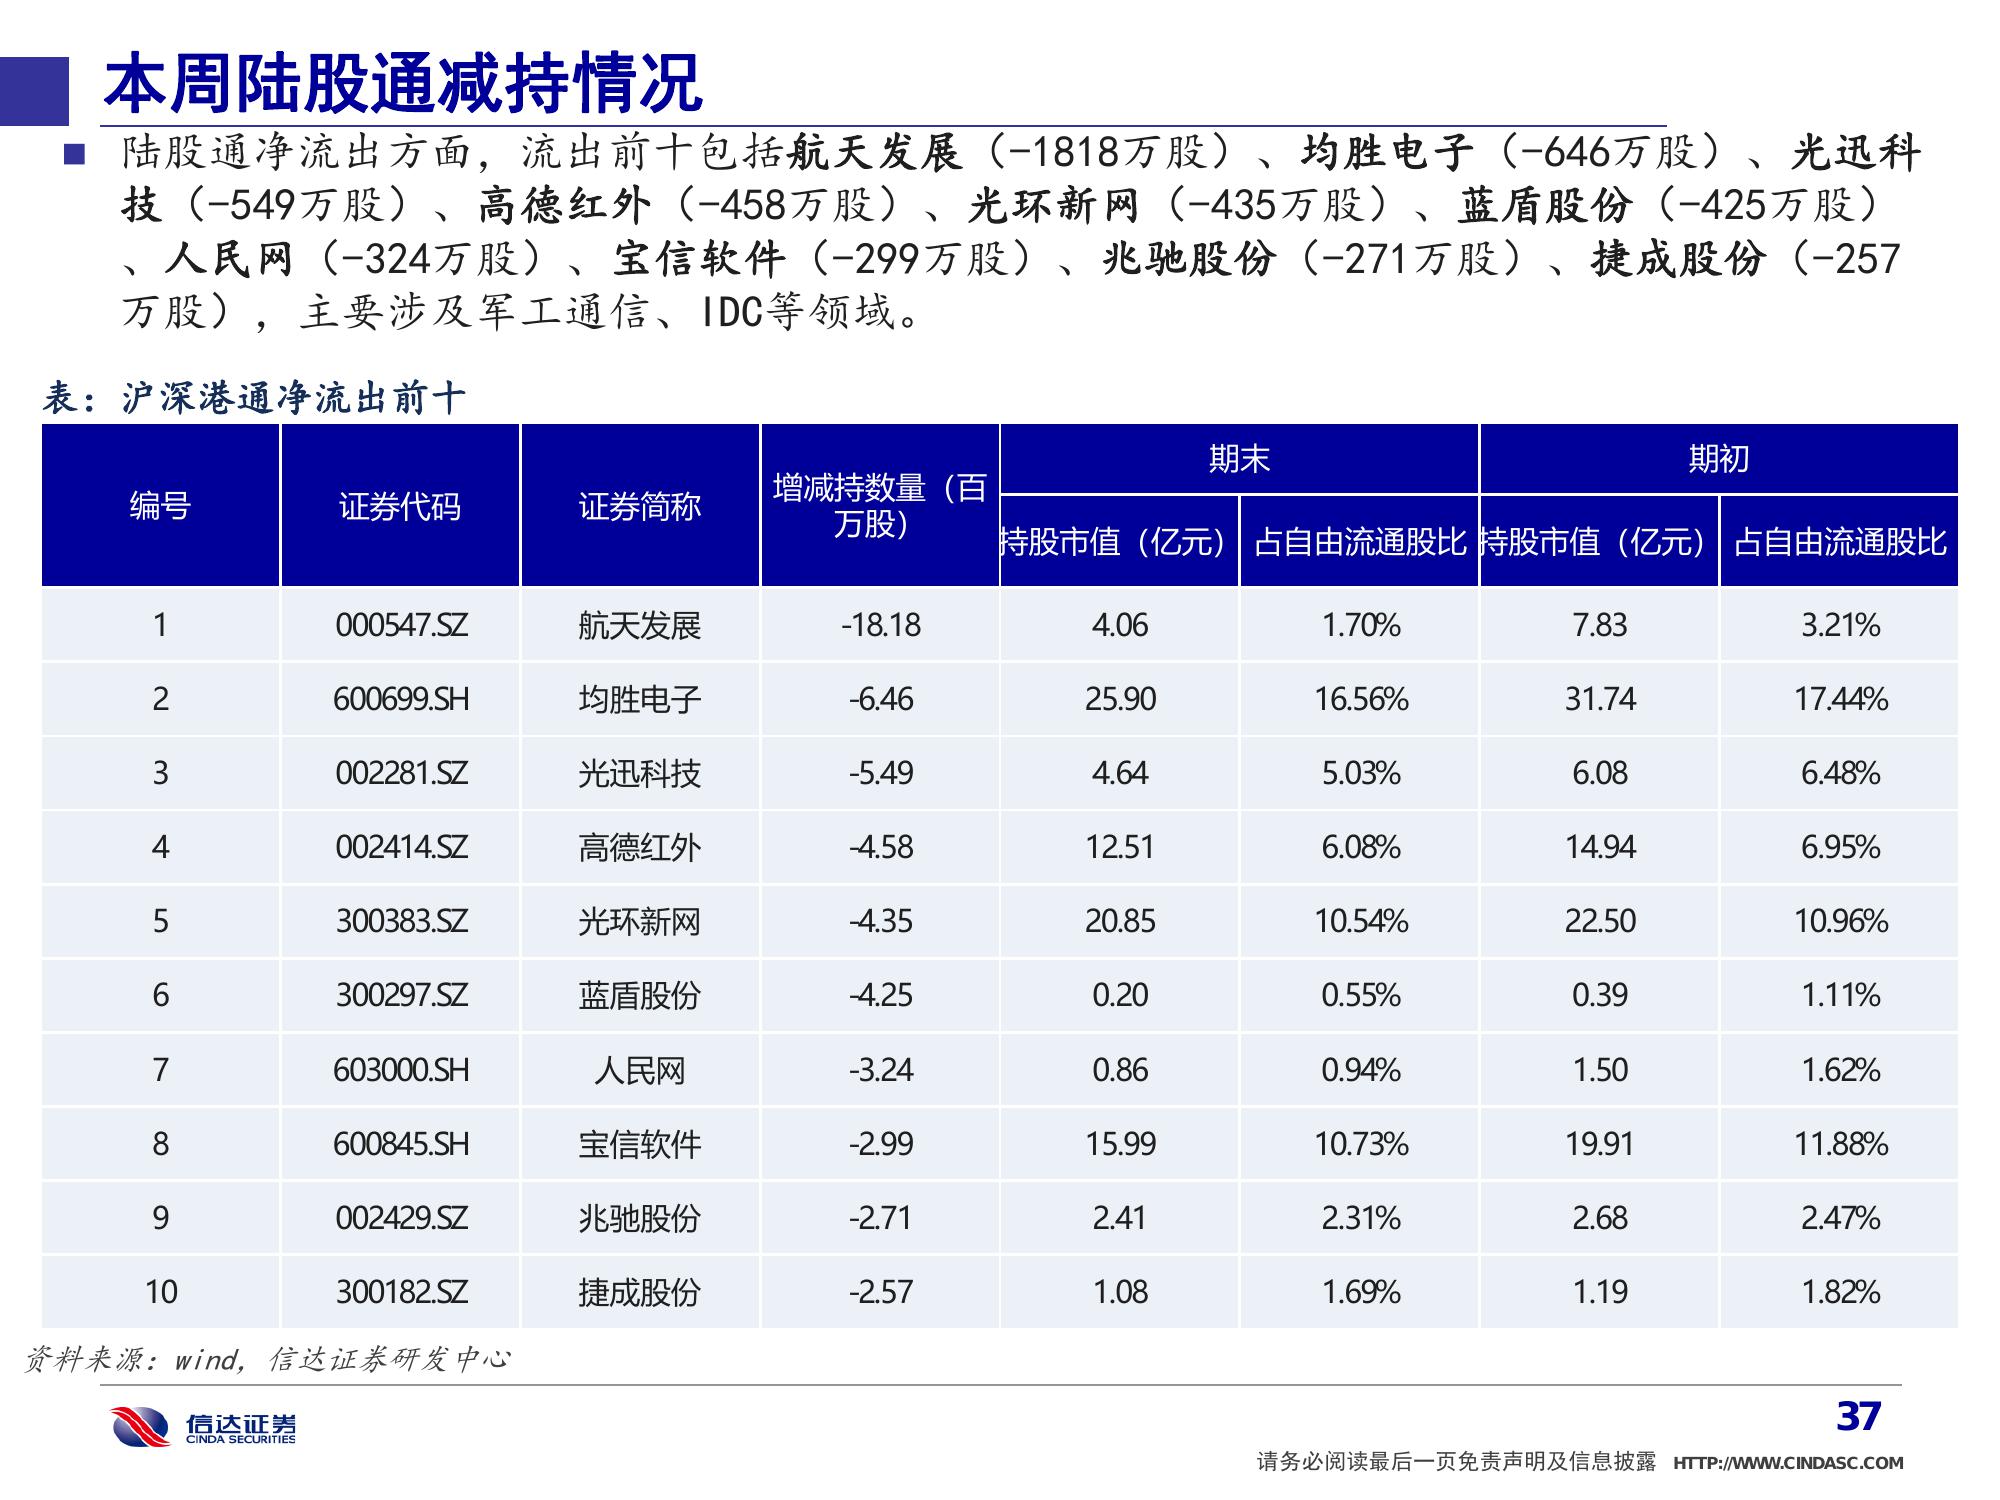 本周陆股通减持情况
■ 陆股通净流出方面，流出前十包括航天发展（-1818万股）、均胜电子（-646万股）、光迅科
技（-549万股）、高德红外（-458万股）、光环新网（-435万股）、蓝盾股份（-425万股）
、人民网（-324万股）、宝信软件（-299万股）、兆驰股份（-271万股）、捷成股份（-257
万股），主要涉及军工通信、IDC等领域。
表：沪深港通净流出前十
编号 证券代码 证券简称 增减持数量（百万股） 期末 期初
持股市值（亿元） 占自由流通股比 持股市值（亿元） 占自由流通股比
1 000547.SZ 航天发展 -18.18 4.06 1.70% 7.83 3.21%
2 600699.SH 均胜电子 -6.46 25.90 16.56% 31.74 17.44%
3 002281.SZ 光迅科技 -5.49 4.64 5.03% 6.08 6.48%
4 002414.SZ 高德红外 -4.58 12.51 6.08% 14.94 6.95%
5 300383.SZ 光环新网 -4.35 20.85 10.54% 22.50 10.96%
6 300297.SZ 蓝盾股份 -4.25 0.20 0.55% 0.39 1.11%
7 603000.SH 人民网 -3.24 0.86 0.94% 1.50 1.62%
8 600845.SH 宝信软件 -2.99 15.99 10.73% 19.91 11.88%
9 002429.SZ 兆驰股份 -2.71 2.41 2.31% 2.68 2.47%
10 300182.SZ 捷成股份 -2.57 1.08 1.69% 1.19 1.82%
资料来源：wind，信达证券研发中心
信达证券
CINDA SECURITIES
37
请务必阅读最后一页免责声明及信息披露 HTTP://WWW.CINDASC.COM